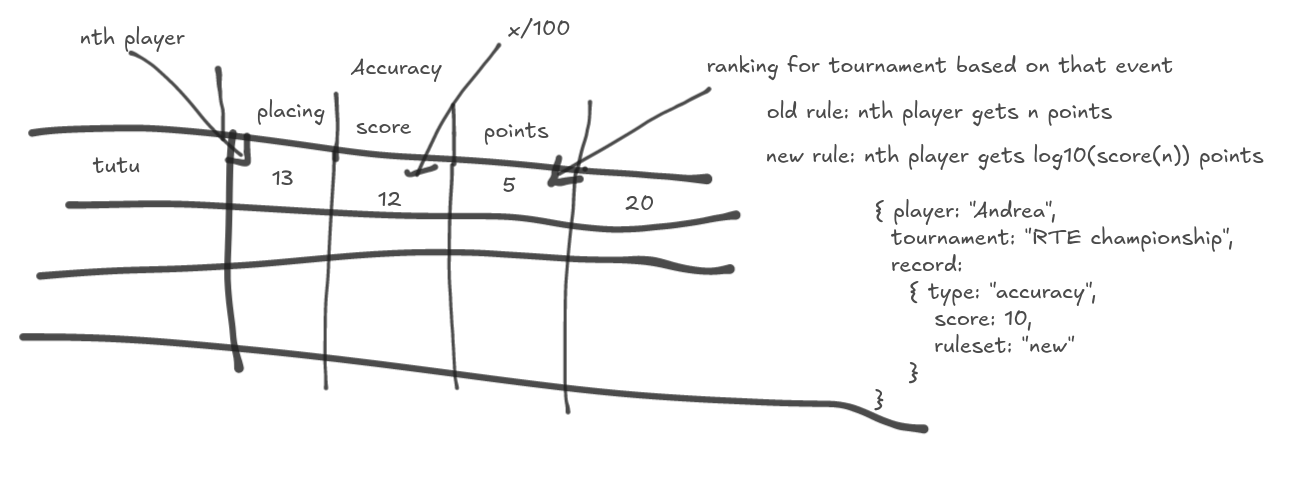 nth player
x/100
Accuracy
ranking for tournament based on that event
placing
score
points
old rule: nth player gets n points
new rule: nth player gets log10(score(n)) points
tutu
13
12
5
20
{ player: "Andrea",
tournament: "RTE championship",
record:
{ type: "accuracy",
score: 10,
ruleset: "new"
}
}